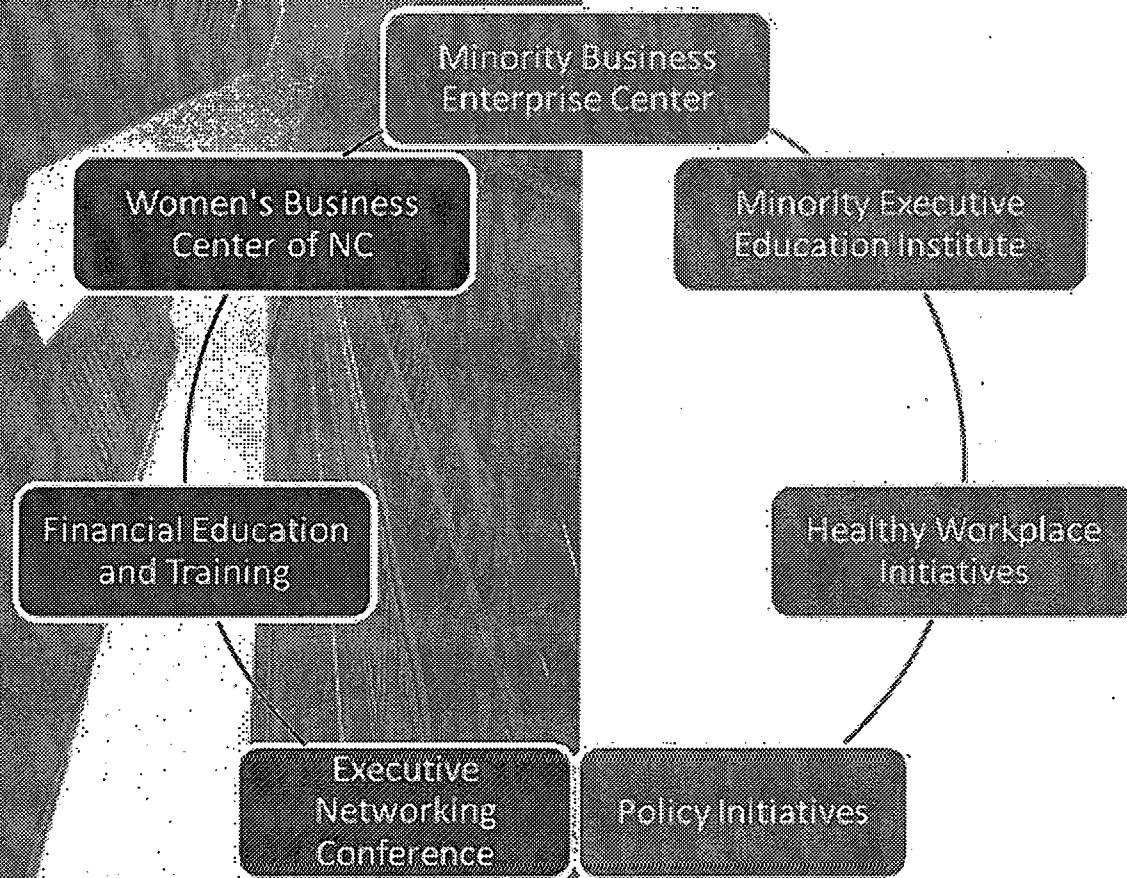 Minority Business
Enterprise Center
Women's Business
Center of NC
Minority Executive
Education Institute
Financial Education
and Training
Healthy Workplace
Initiatives
Executive
Networking
Conference
Policy Initiatives